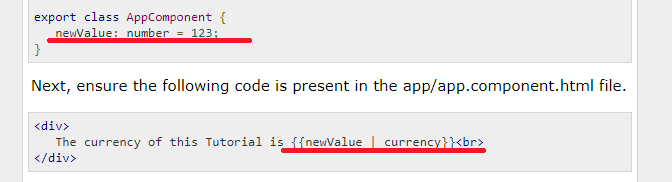 export class AppComponent {
newValue: number = 123;
}
Next, ensure the following code is present in the app/app.component.html file.
<div>
The currency of this Tutorial is {{newValue | currency}}<br>
</div>